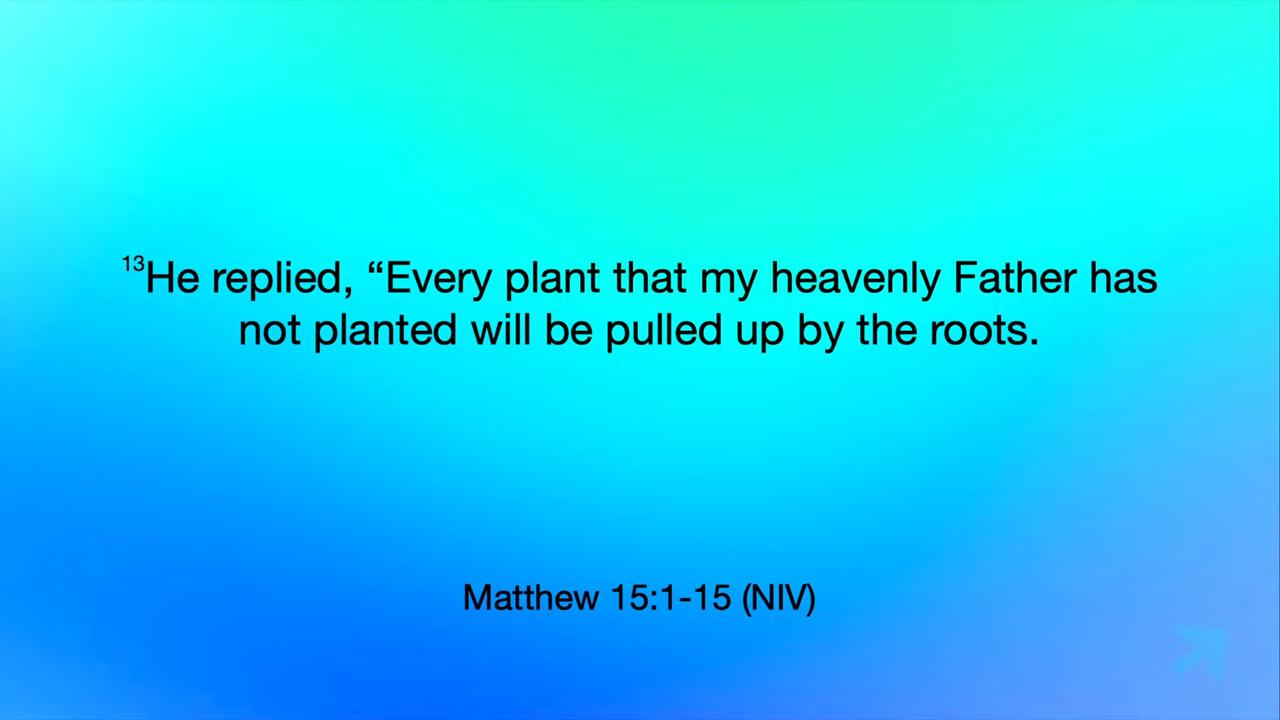 13He replied, “Every plant that my heavenly Father has
not planted will be pulled up by the roots.
Matthew 15:1-15 (NIV)